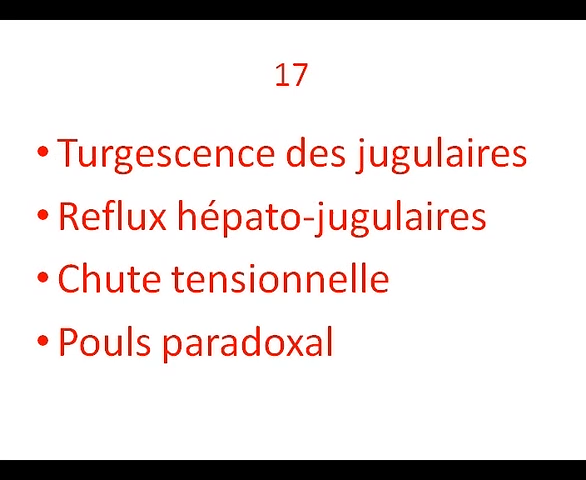 17
• Turgescence des jugulaires
• Reflux hépato-jugulaires
• Chute tensionnelle
• Pouls paradoxal